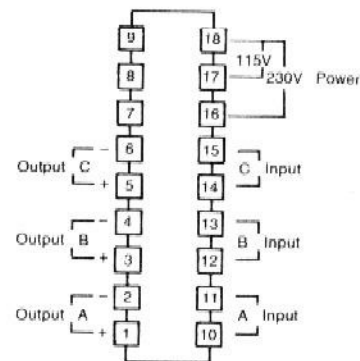 9 18
115V
8 17 230V Power
7 16
6 15
Output C - C Input
5 14
+
4 13
- 
Output B B Input
3 12
+
2 11
-
Output A A Input
1 10
+